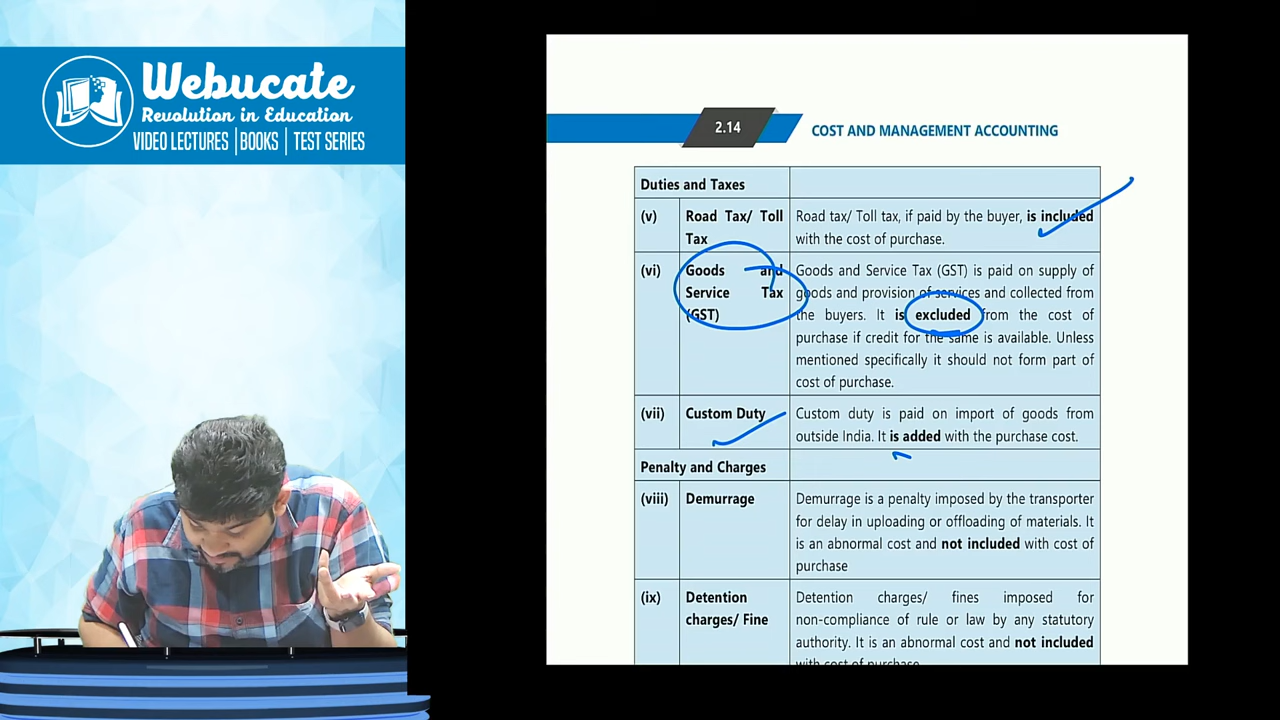 Webucate
Revolution in Education
VIDEO LECTURES | BOOKS | TEST SERIES
2.14
COST AND MANAGEMENT ACCOUNTING
Duties and Taxes
(v) Road Tax/ Toll Tax
Road tax/ Toll tax, if paid by the buyer, is included
with the cost of purchase.
(vi) Goods and Service Tax (GST)
Goods and Service Tax (GST) is paid on supply of
goods and provision of services and collected from
the buyers. It is excluded from the cost of
purchase if credit for the same is available. Unless
mentioned specifically it should not form part of
cost of purchase.
(vii) Custom Duty
Custom duty is paid on import of goods from
outside India. It is added with the purchase cost.
Penalty and Charges
(viii) Demurrage
Demurrage is a penalty imposed by the transporter
for delay in uploading or offloading of materials. It
is an abnormal cost and not included with cost of
purchase
(ix) Detention charges/ Fine
Detention charges/ fines imposed for
non-compliance of rule or law by any statutory
authority. It is an abnormal cost and not included
with cost of purchase